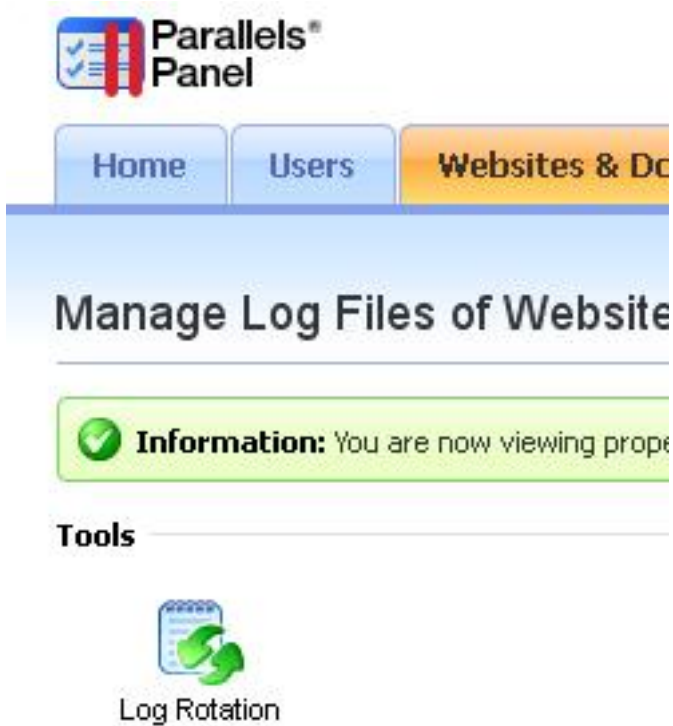 Parallels®
Panel
Home Users Websites & Do
Manage Log Files of Website
Information: You are now viewing prope
Tools
Log Rotation